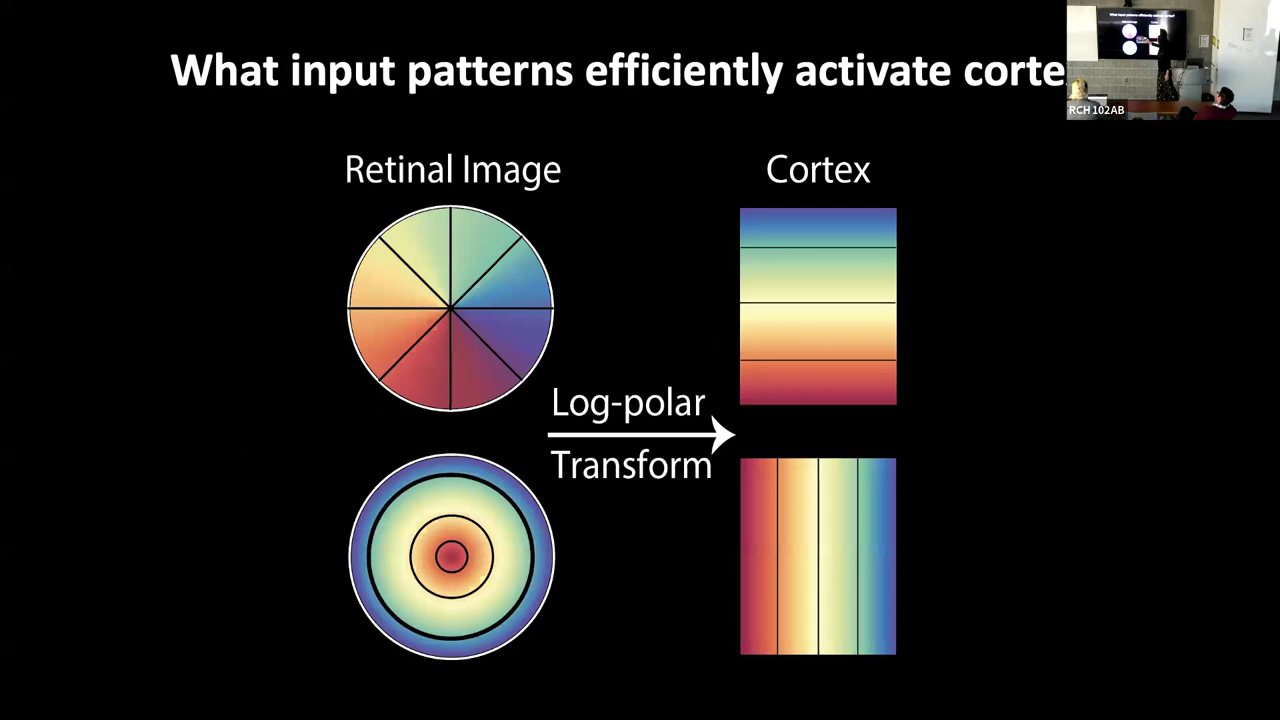 What input patterns efficiently activate corte
RCH 102AB
Retinal Image
Cortex
Log-polar
Transform